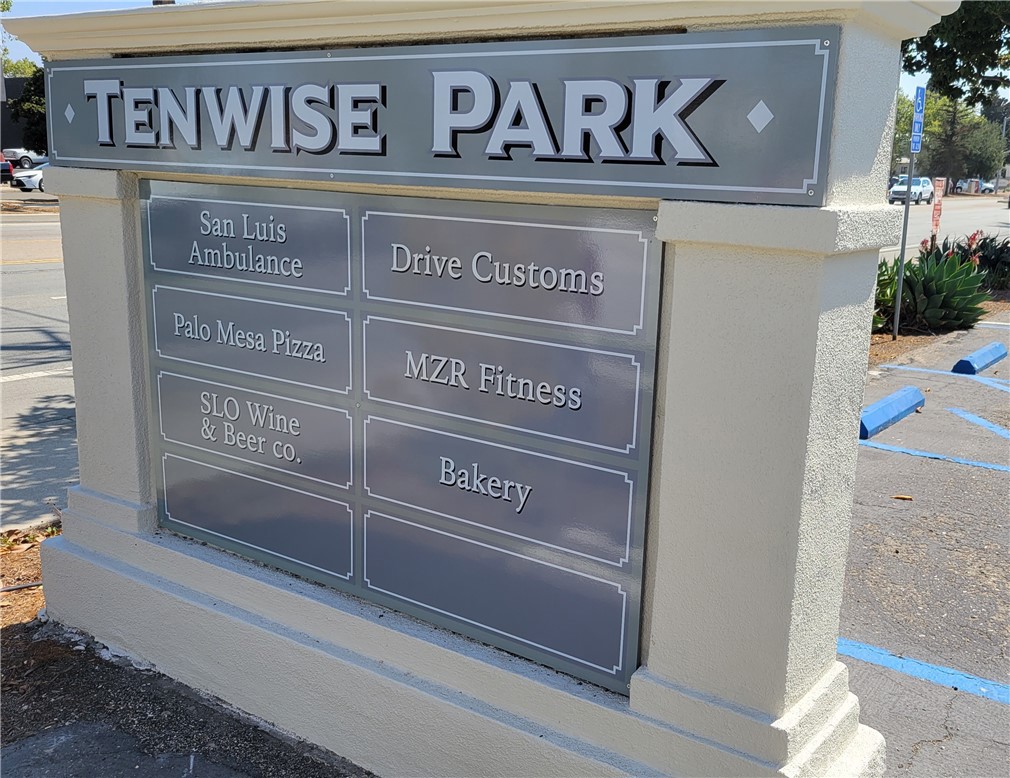 TENWISE PARK
San Luis
Ambulance
Drive Customs
Palo Mesa Pizza
MZR Fitness
SLO Wine
& Beer co.
Bakery